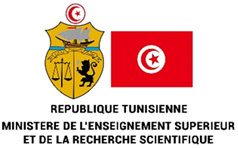 REPUBLIQUE TUNISIENNE
MINISTERE DE L'ENSEIGNEMENT SUPERIEUR
ET DE LA RECHERCHE SCIENTIFIQUE